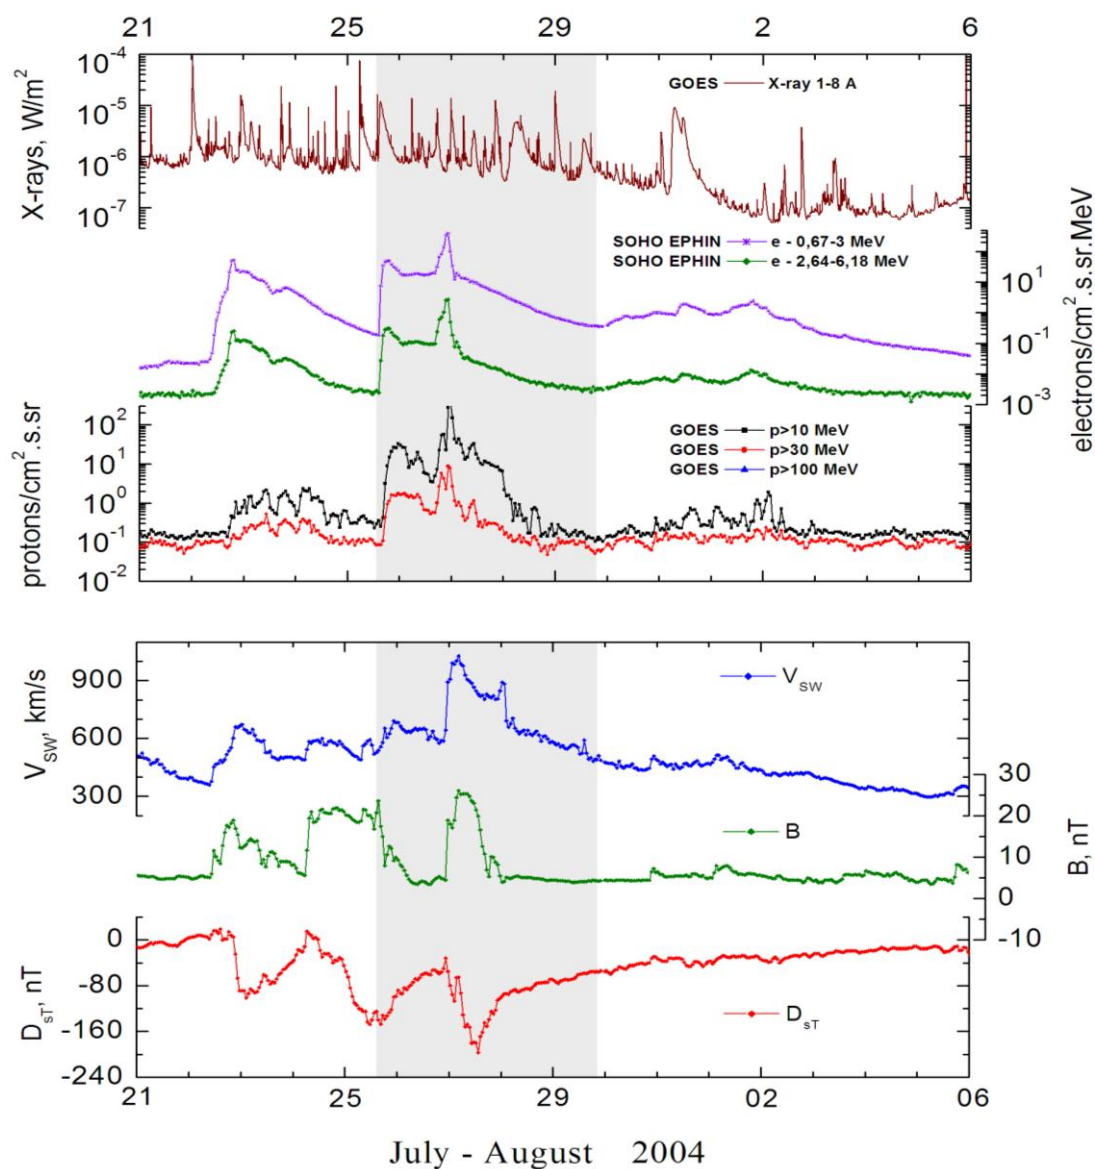 21 25 29 2 6
10-4
10-5
10-6
10-7
X-rays, W/m2
GOES X-ray 1-8 A
SOHO EPHIN e - 0,67-3 MeV
SOHO EPHIN e - 2,64-6,18 MeV
101
10-1
10-3
electrons/cm2.s.sr.MeV
102
101
100
10-1
10-2
protons/cm2.s.sr
GOES p>10 MeV
GOES p>30 MeV
GOES p>100 MeV
900
600
300
VSW, km/s
VSW
30
20
10
0
-10
B, nT
B
0
-80
-160
-240
DsT, nT
DsT
21 25 29 02 06
July - August 2004